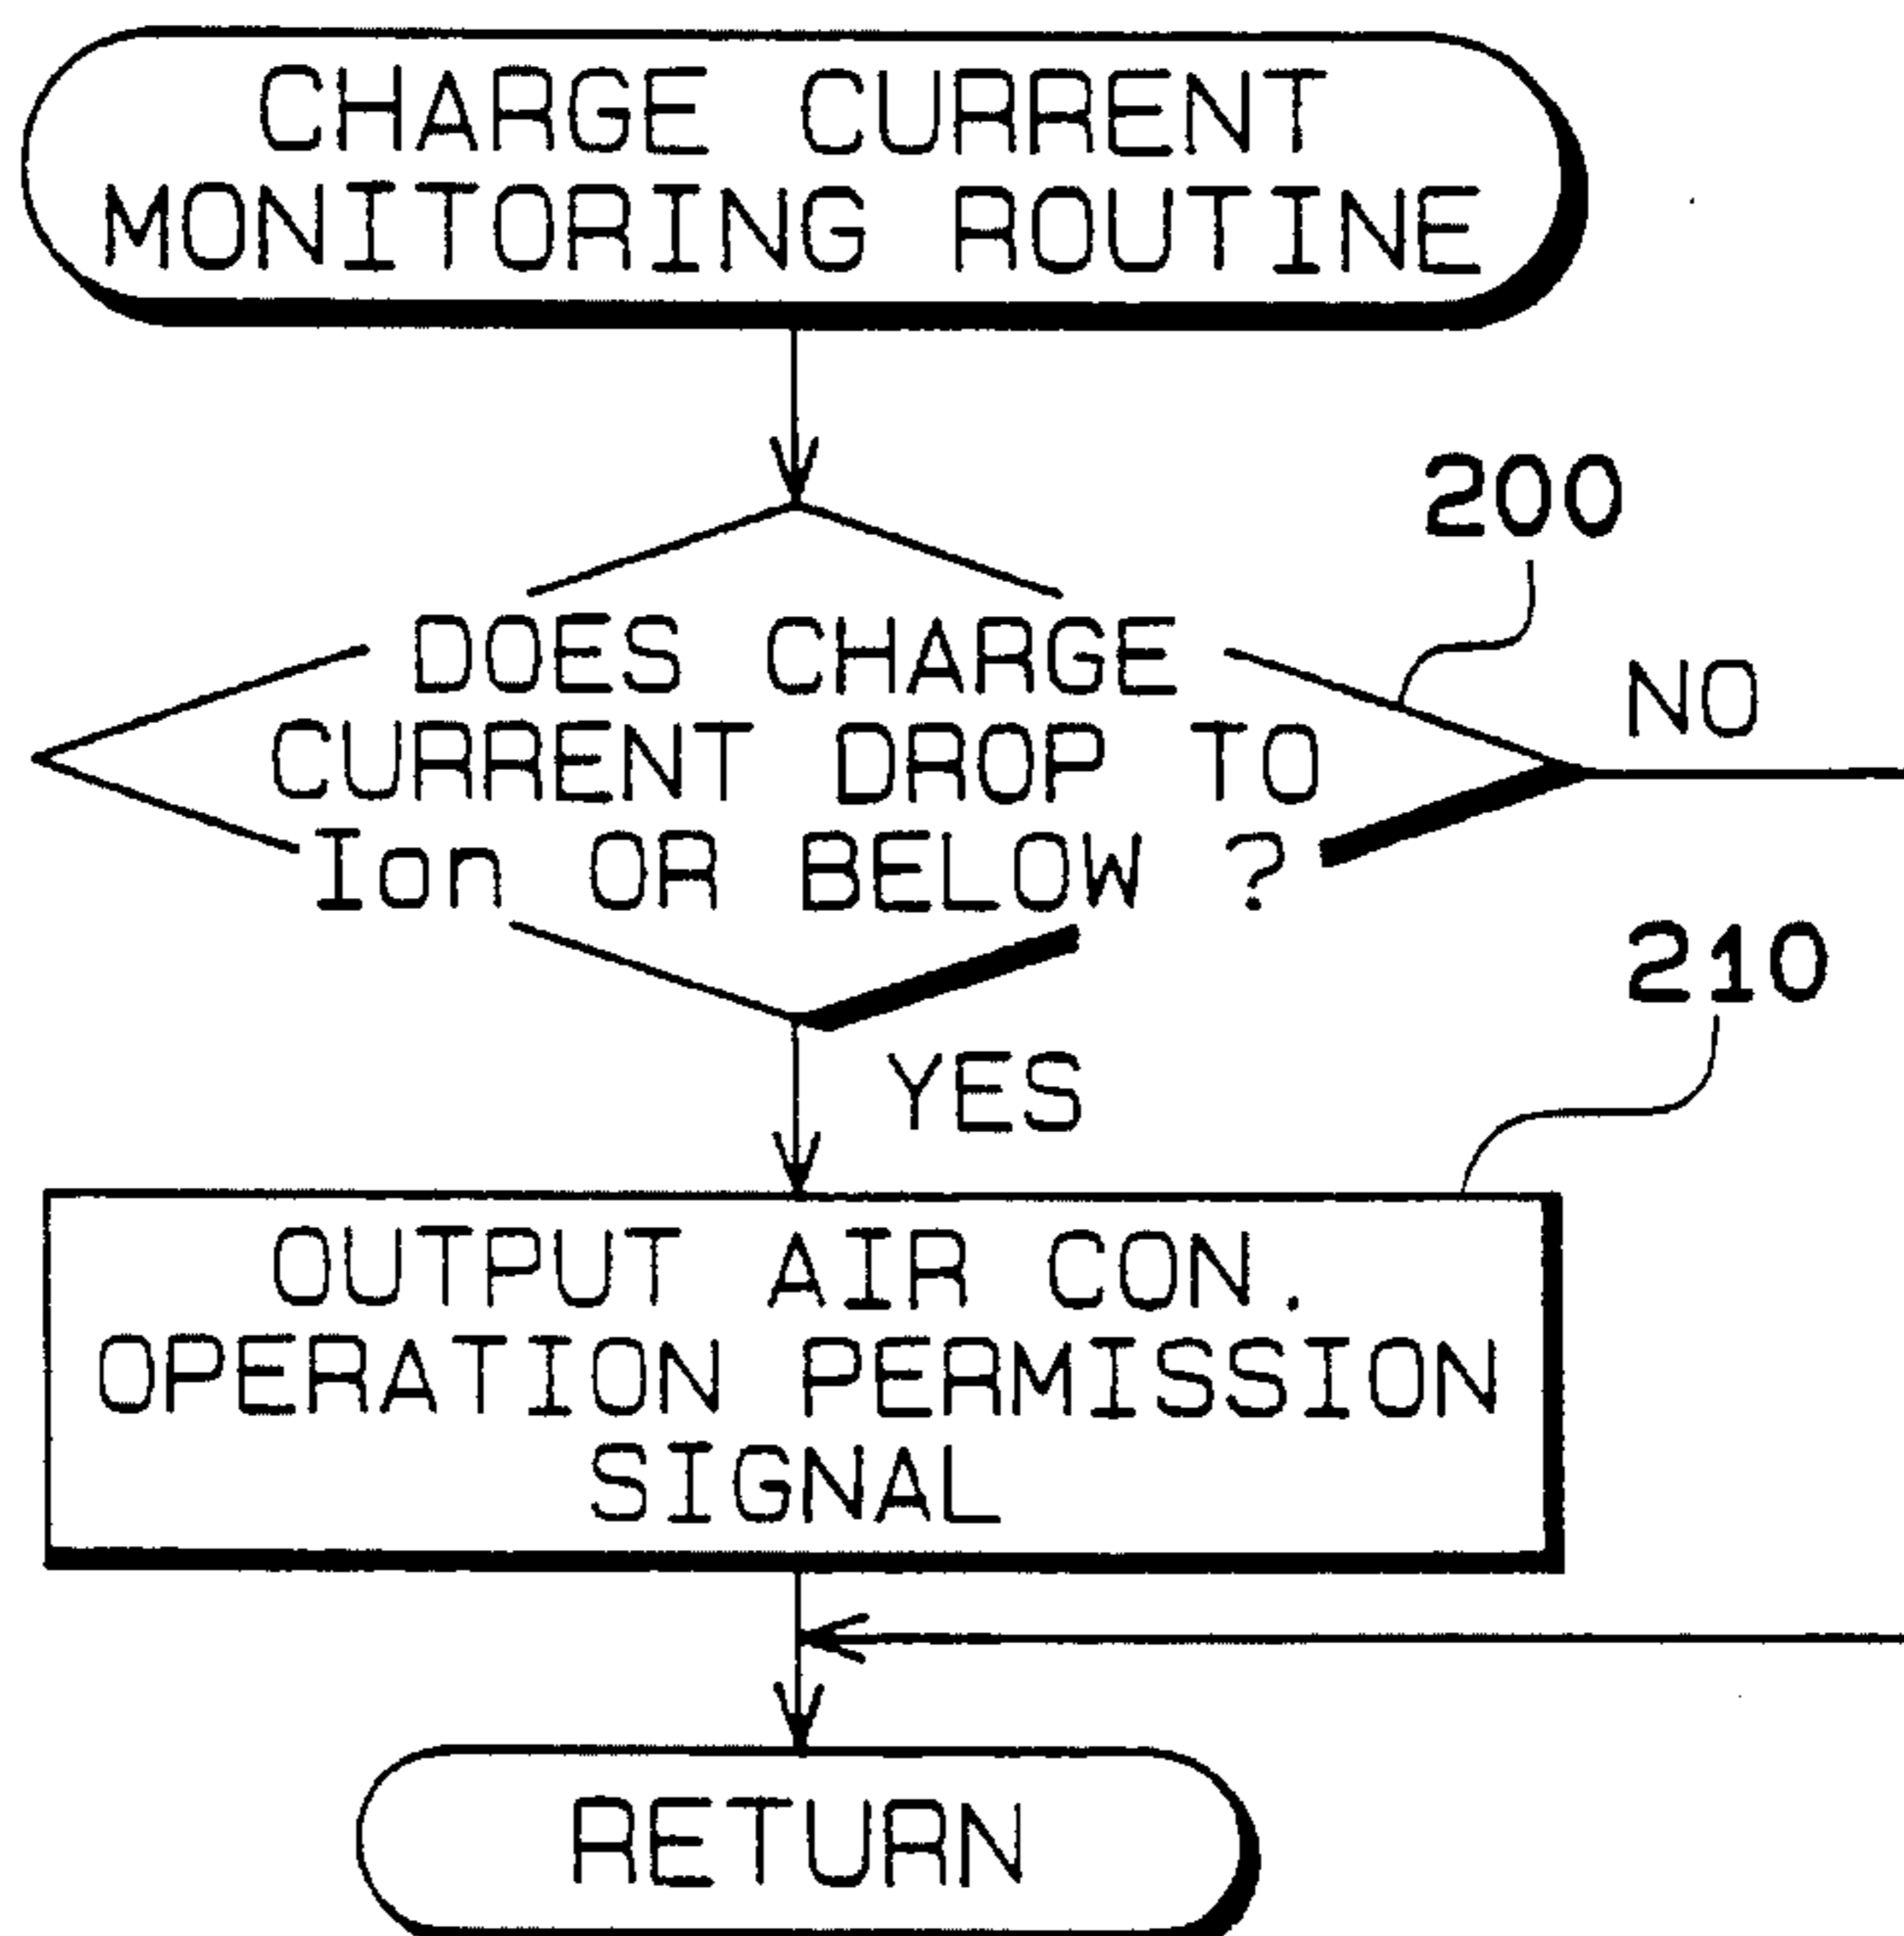 CHARGE CURRENT
MONITORING ROUTINE
200
DOES CHARGE
CURRENT DROP TO
Ion OR BELOW ?
NO
210
YES
OUTPUT AIR CON.
OPERATION PERMISSION
SIGNAL
RETURN